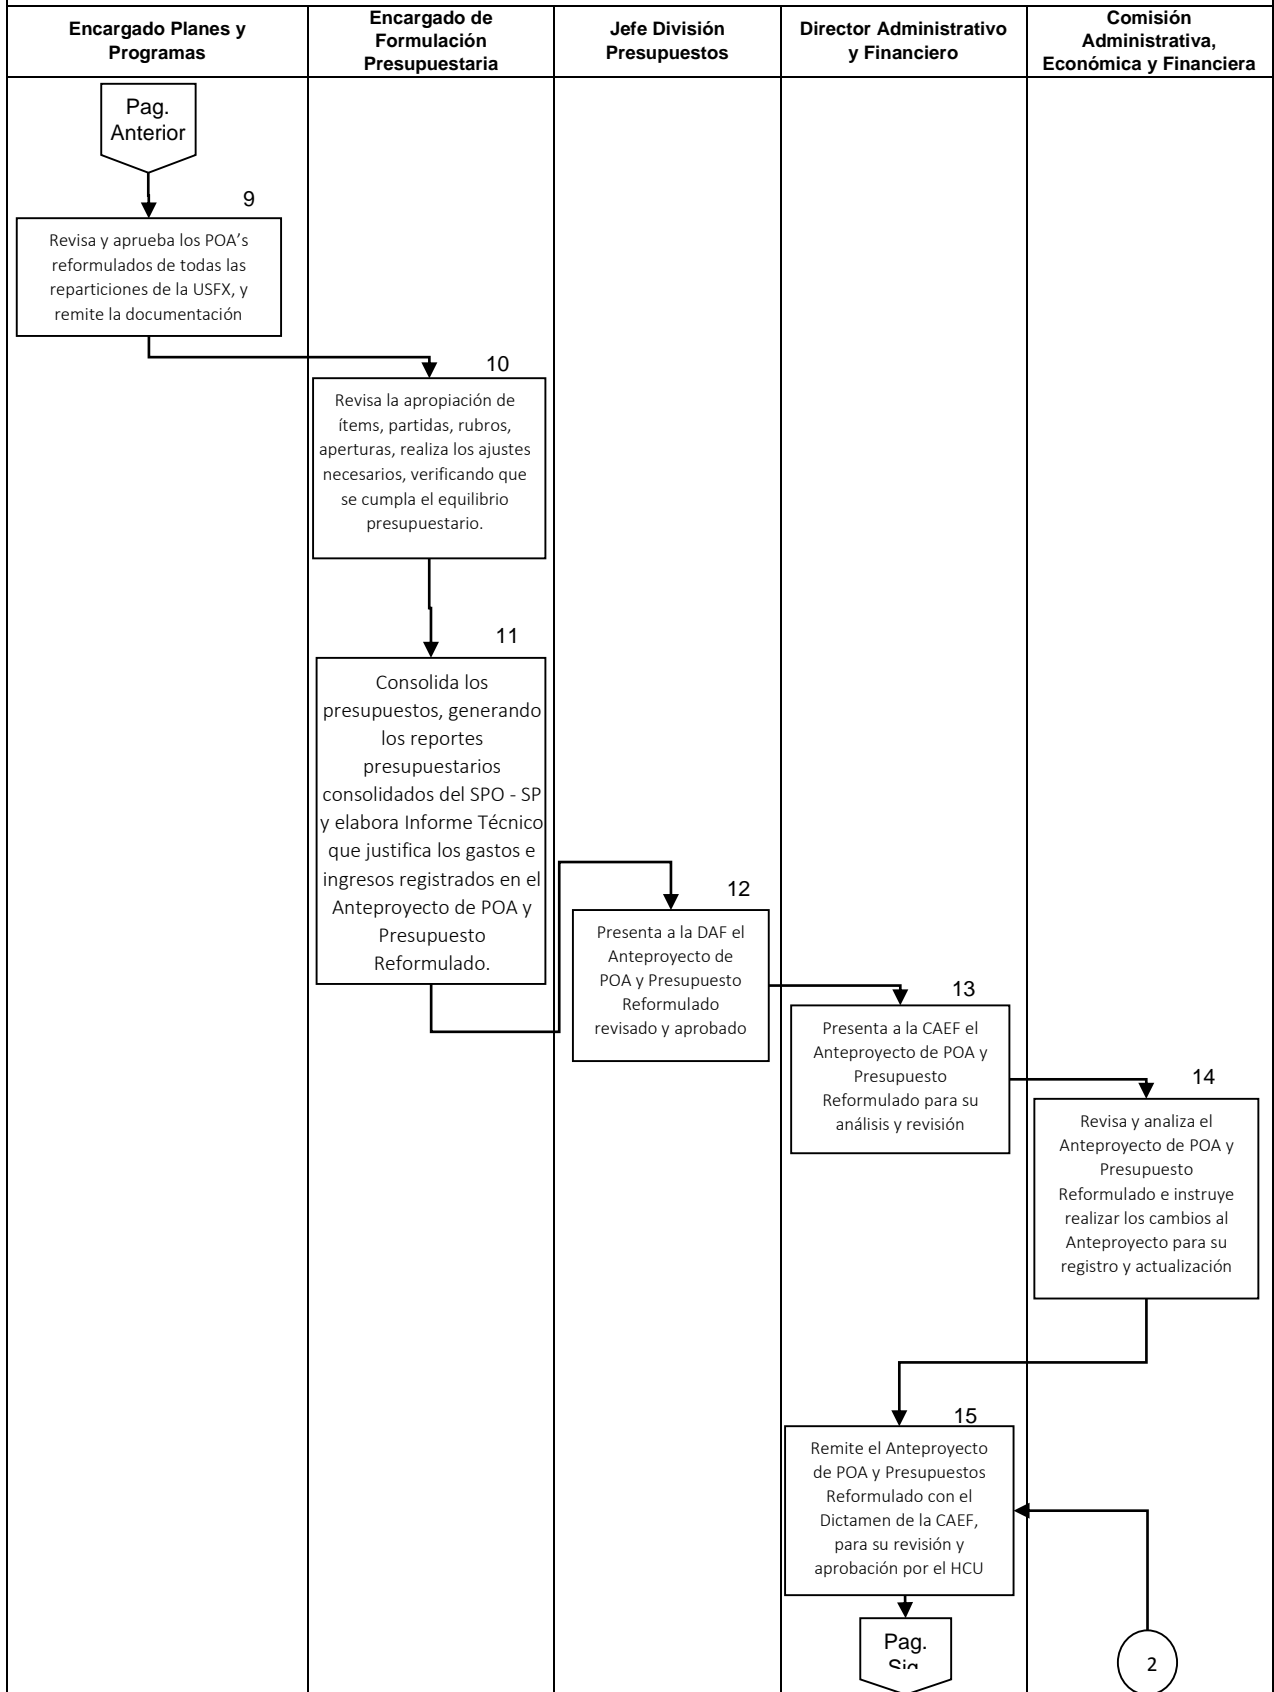 Encargado Planes y
Programas
Encargado de
Formulación
Presupuestaria
Jefe División
Presupuestos
Director Administrativo
y Financiero
Comisión
Administrativa,
Económica y Financiera
Pag.
Anterior
9
Revisa y aprueba los POA’s
reformulados de todas las
reparticiones de la USFX, y
remite la documentación
10
Revisa la apropiación de
ítems, partidas, rubros,
aperturas, realiza los ajustes
necesarios, verificando que
se cumpla el equilibrio
presupuestario.
11
Consolida los
presupuestos, generando
los reportes
presupuestarios
consolidados del SPO - SP
y elabora Informe Técnico
que justifica los gastos e
ingresos registrados en el
Anteproyecto de POA y
Presupuesto
Reformulado.
12
Presenta a la DAF el
Anteproyecto de
POA y Presupuesto
Reformulado
revisado y aprobado
13
Presenta a la CAEF el
Anteproyecto de POA y
Presupuesto
Reformulado para su
análisis y revisión
14
Revisa y analiza el
Anteproyecto de POA y
Presupuesto
Reformulado e instruye
realizar los cambios al
Anteproyecto para su
registro y actualización
15
Remite el Anteproyecto
de POA y Presupuestos
Reformulado con el
Dictamen de la CAEF,
para su revisión y
aprobación por el HCU
Pag.
Sig
2